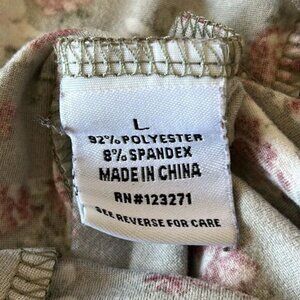 L
92% POLYESTER
8% SPANDEX
MADE IN CHINA
RN#123271
SEE REVERSE FOR CARE